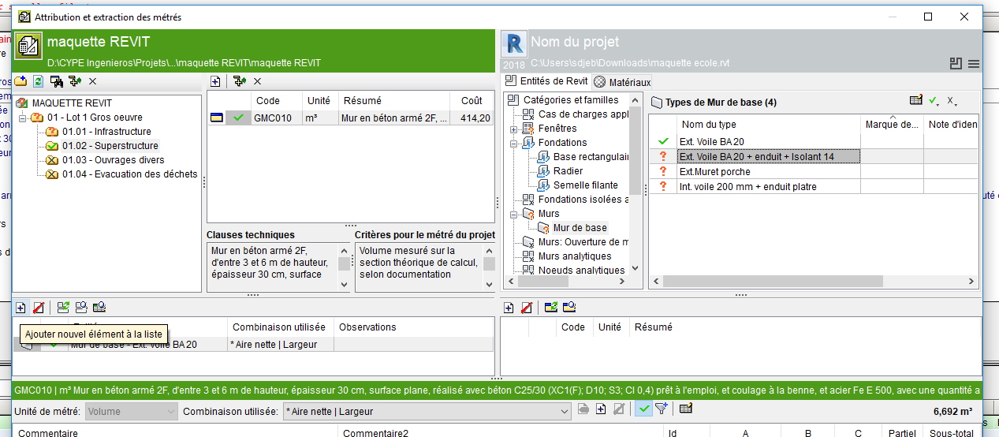 Attribution et extraction des métrés
maquette REVIT
D:\CYPE Ingenieros\Projets\...\maquette REVIT\maquette REVIT
Nom du projet
2018 C:\Users\sdjeb\Downloads\maquette ecole.rvt
Entités de Revit
Matériaux
MAQUETTE REVIT
01 - Lot 1 Gros oeuvre
01.01 - Infrastructure
01.02 - Superstructure
01.03 - Ouvrages divers
01.04 - Evacuation des déchets
Code Unité Résumé Coût
GMC010 m³ Mur en béton armé 2F, ... 414,20
Clauses techniques
Mur en béton armé 2F,
d'entre 3 et 6 m de hauteur,
épaisseur 30 cm, surface
Critères pour le métré du projet
Volume mesuré sur la
section théorique de calcul,
selon documentation
Catégories et familles
Cas de charges appl
Fenêtres
Fondations
Base rectangulair
Radier
Semelle filante
Fondations isolées a
Murs
Mur de base
Murs: Ouverture de m
Murs analytiques
Noeuds analytiques
Types de Mur de base (4)
Nom du type Marque de... Note d'iden
Ext. Voile BA20
Ext. Voile BA20 + enduit + Isolant 14
Ext.Muret porche
Int. voile 200 mm + enduit platre
Combinaison utilisée Observations
Ajouter nouvel élément à la liste
Mur de base - Ext. Voile BA20 * Aire nette | Largeur
Code Unité Résumé
GMC010 | m³ Mur en béton armé 2F, d'entre 3 et 6 m de hauteur, épaisseur 30 cm, surface plane, réalisé avec béton C25/30 (XC1(F); D10; S3; Cl 0,4) prêt à l'emploi, et coulage à la benne, et acier Fe E 500, avec une quantité a
Unité de métré: Volume Combinaison utilisée: * Aire nette | Largeur 6,692 m³
Commentaire Commentaire2 Id A B C Partiel Sous-total